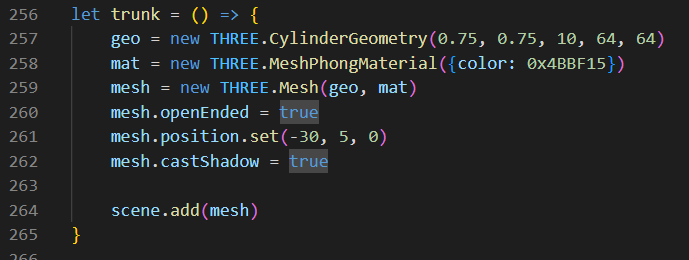 256 let trunk = () => {
257 geo = new THREE.CylinderGeometry(0.75, 0.75, 10, 64, 64)
258 mat = new THREE.MeshPhongMaterial({color: 0x4BBF15})
259 mesh = new THREE.Mesh(geo, mat)
260 mesh.openEnded = true
261 mesh.position.set(-30, 5, 0)
262 mesh.castShadow = true
263
264 scene.add(mesh)
265 }
266